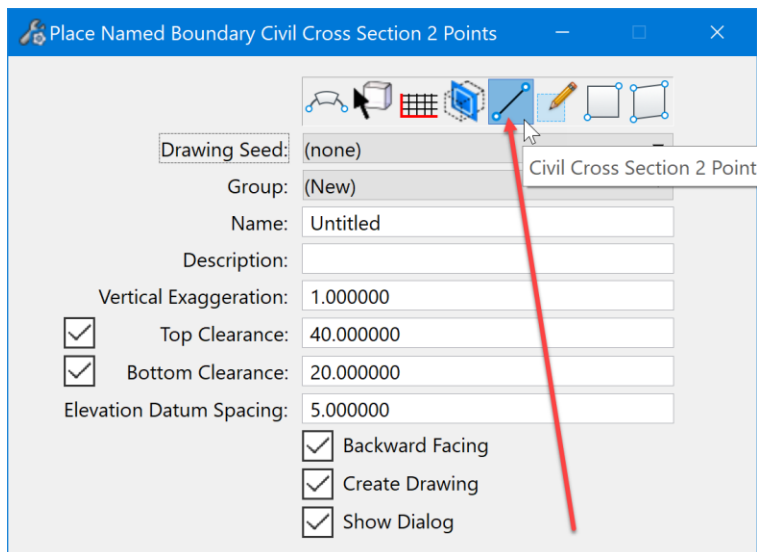 Place Named Boundary Civil Cross Section 2 Points
Drawing Seed: (none)
Civil Cross Section 2 Point
Group: (New)
Name: Untitled
Description:
Vertical Exaggeration: 1.000000
Top Clearance: 40.000000
Bottom Clearance: 20.000000
Elevation Datum Spacing: 5.000000
Backward Facing
Create Drawing
Show Dialog